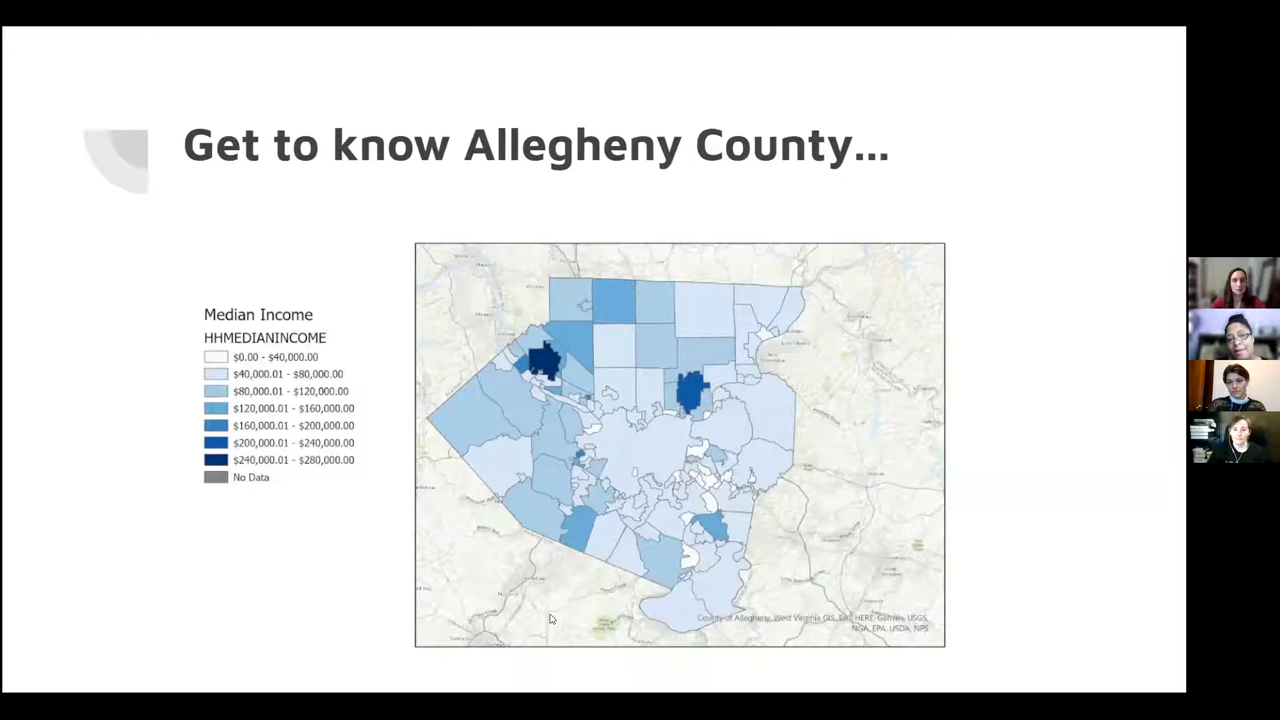 Get to know Allegheny County...
Median Income
HHMEDIANINCOME
$0.00 - $40,000.00
$40,000.01 - $80,000.00
$80,000.01 - $120,000.00
$120,000.01 - $160,000.00
$160,000.01 - $200,000.00
$200,000.01 - $240,000.00
$240,000.01 - $280,000.00
No Data
County of Allegheny, West Virginia GIS, Esri, HERE, Garmin, USGS,
NGA, EPA, USDA, NPS